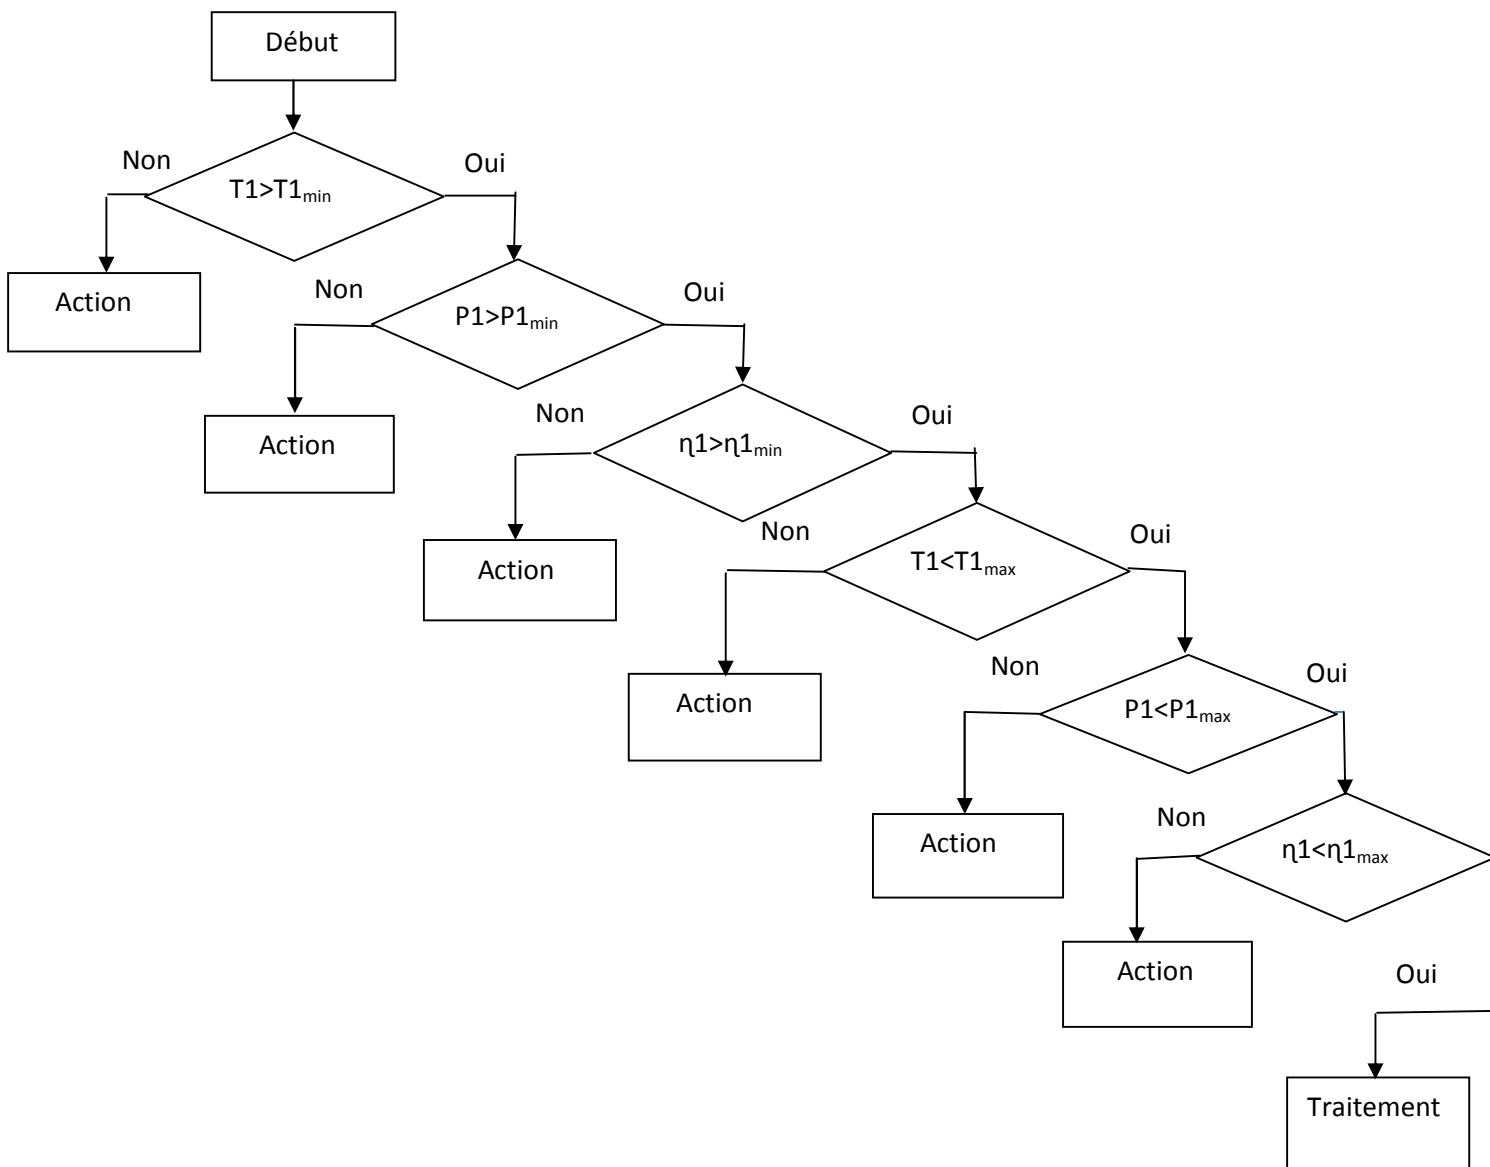 Début
Non
Oui
T1>T1min
Action
Non
Oui
P1>P1min
Action
Non
Oui
η1>η1min
Action
Non
Oui
T1<T1max
Action
Non
Oui
P1<P1max
Action
Non
η1<η1max
Action
Oui
Traitement